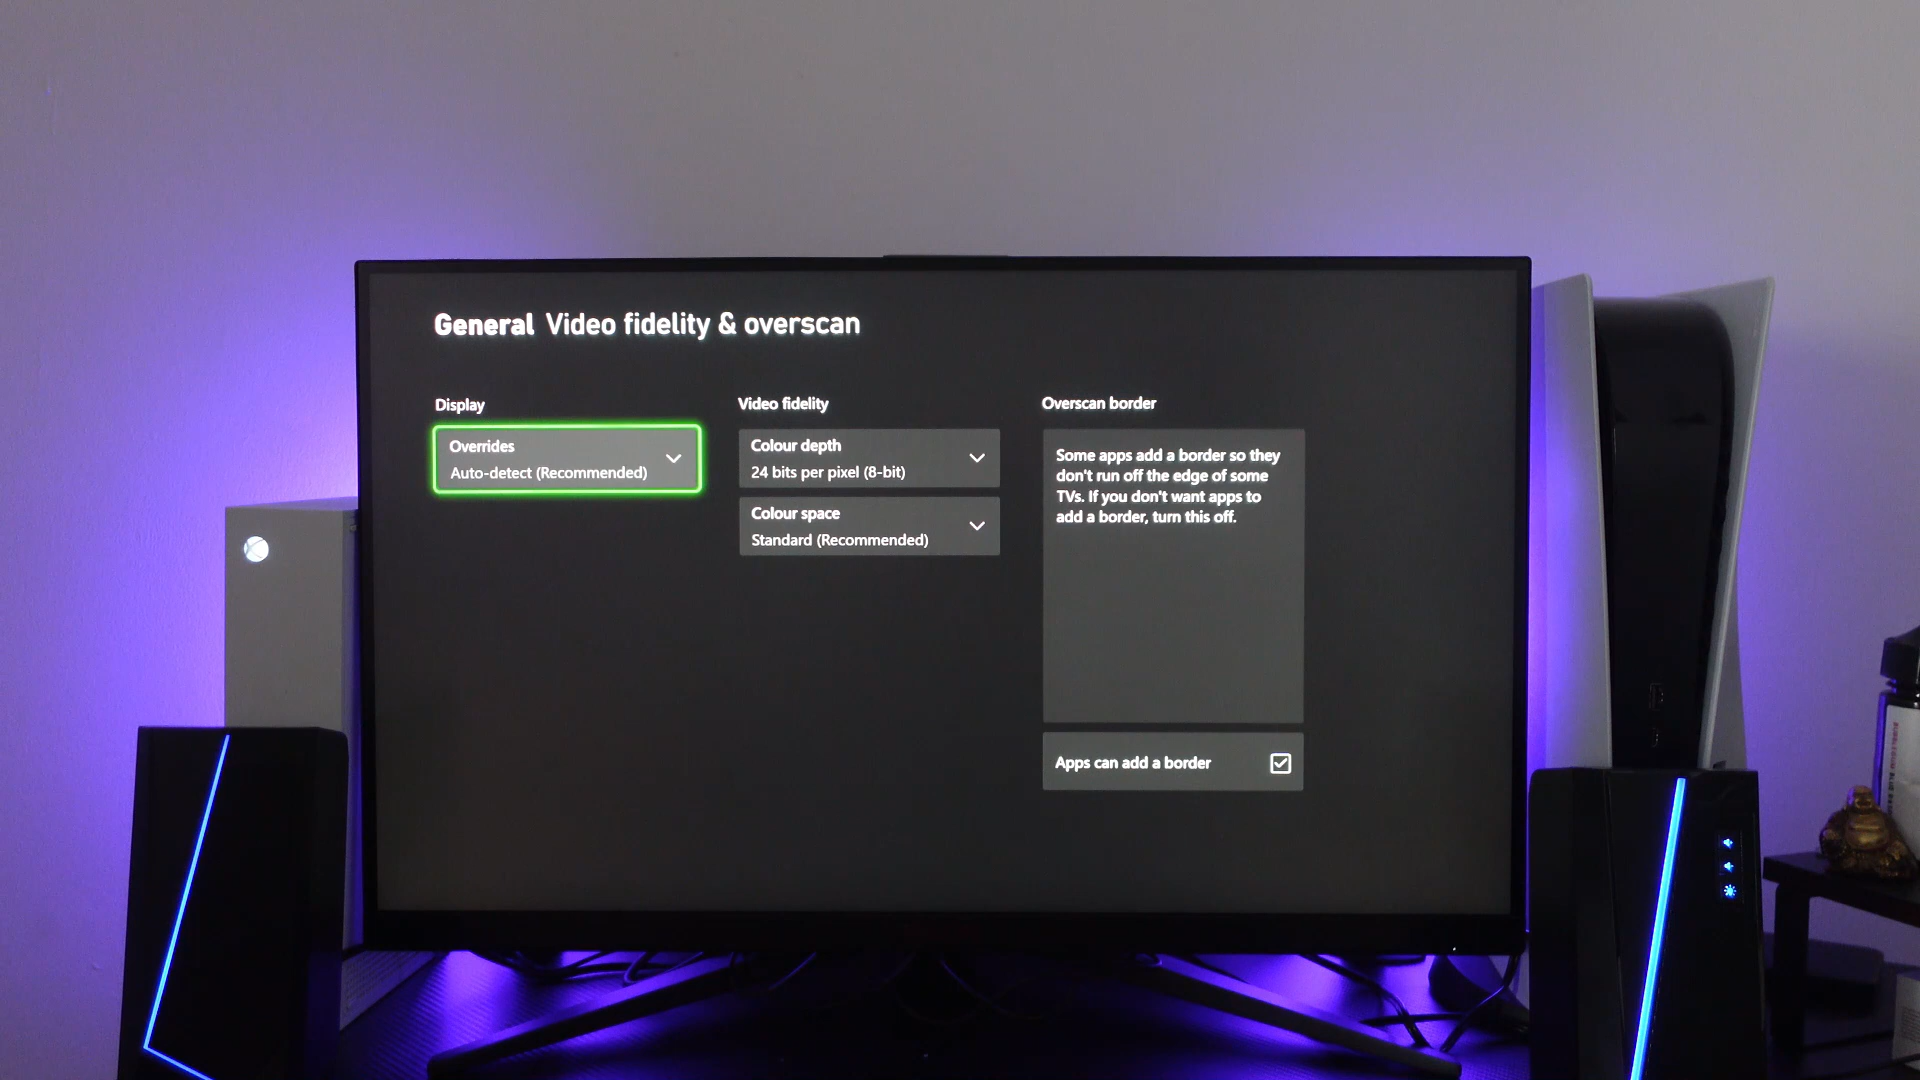 General Video fidelity & overscan
Display
Overrides
Auto-detect (Recommended)
Video fidelity
Colour depth
24 bits per pixel (8-bit)
Colour space
Standard (Recommended)
Overscan border
Some apps add a border so they
don't run off the edge of some
TVs. If you don't want apps to
add a border, turn this off.
Apps can add a border